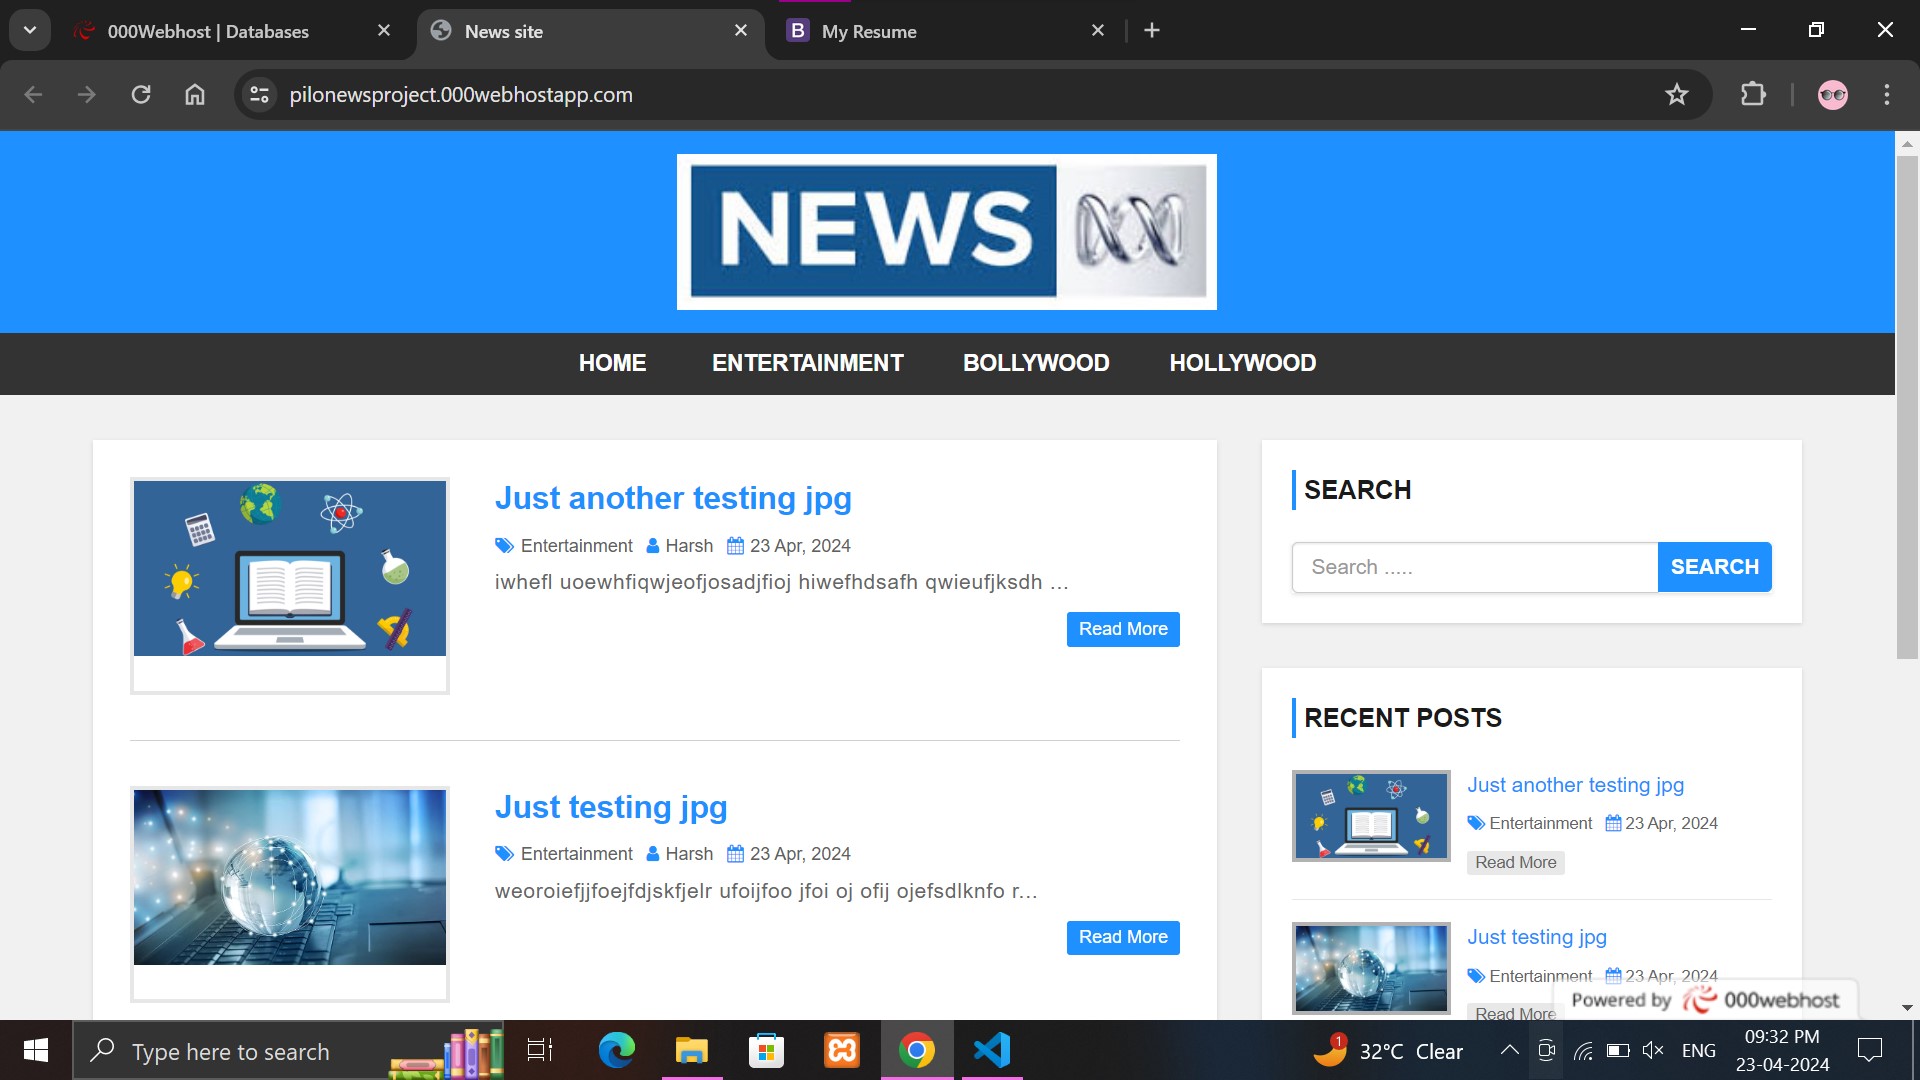 000Webhost | Databases
News site
B My Resume
pilonewsproject.000webhostapp.com
NEWS
HOME ENTERTAINMENT BOLLYWOOD HOLLYWOOD
Just another testing jpg
Entertainment Harsh 23 Apr, 2024
iwhefl uoewhfiqwjeofjosadjfioj hiwefhdsafh qwieufjksdh ...
Read More
Just testing jpg
Entertainment Harsh 23 Apr, 2024
weoroiefjjfoejfdjskfjelr ufoijfoo jfoi oj ofij ojefsdlknfo r...
Read More
SEARCH
Search .....
SEARCH
RECENT POSTS
Just another testing jpg
Entertainment 23 Apr, 2024
Read More
Just testing jpg
Entertainment 23 Apr, 2024
Read More
Powered by 000webhost
Type here to search
1
32°C Clear
ENG
09:32 PM
23-04-2024